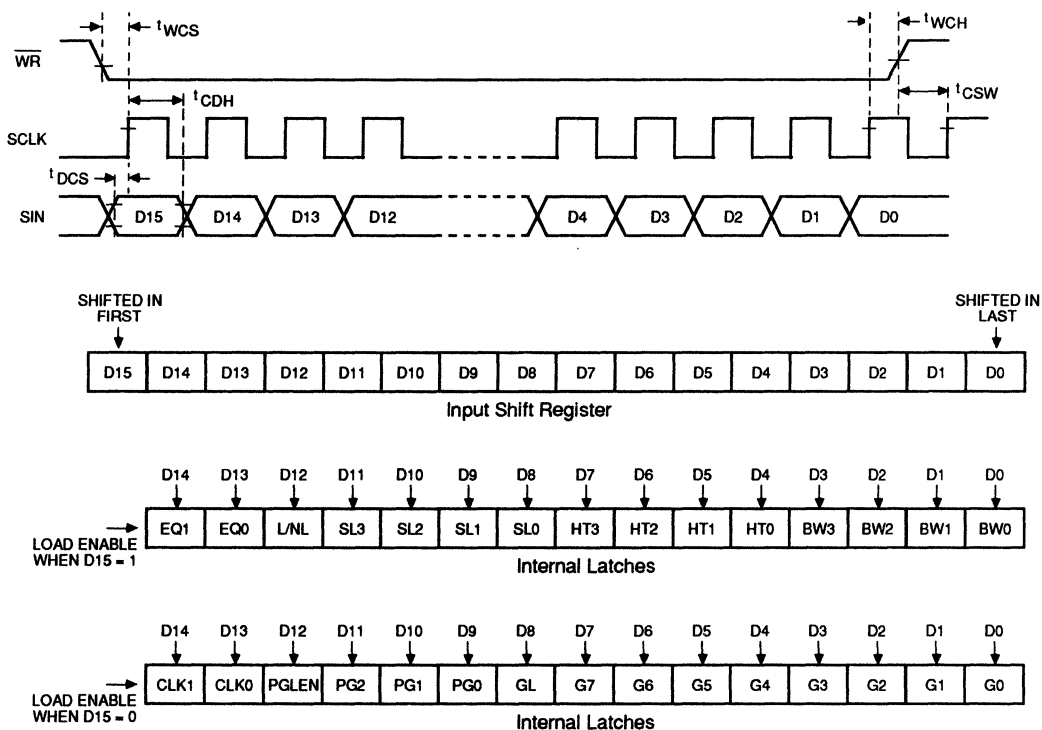 tWCS
tWCH
WR
tCDH
tCSW
SCLK
tDCS
SIN
D15 D14 D13 D12 D4 D3 D2 D1 D0
SHIFTED IN FIRST
SHIFTED IN LAST
D15 D14 D13 D12 D11 D10 D9 D8 D7 D6 D5 D4 D3 D2 D1 D0
Input Shift Register
D14 D13 D12 D11 D10 D9 D8 D7 D6 D5 D4 D3 D2 D1 D0
EQ1 EQ0 L/NL SL3 SL2 SL1 SL0 HT3 HT2 HT1 HT0 BW3 BW2 BW1 BW0
LOAD ENABLE
WHEN D15 = 1
Internal Latches
D14 D13 D12 D11 D10 D9 D8 D7 D6 D5 D4 D3 D2 D1 D0
CLK1 CLK0 PGLEN PG2 PG1 PG0 GL G7 G6 G5 G4 G3 G2 G1 G0
LOAD ENABLE
WHEN D15 = 0
Internal Latches